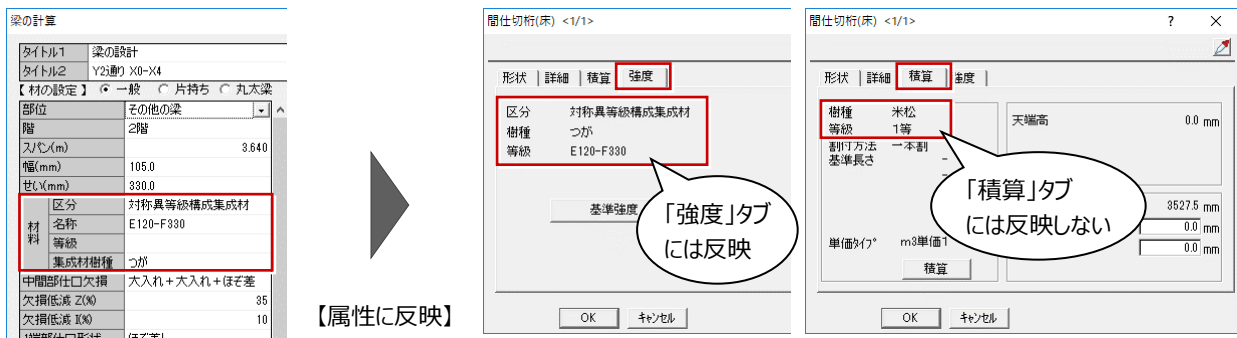 梁の計算
タイトル1 梁の設計
タイトル2 Y2通り X0-X4
【 材の設定 】 一般 片持ち 丸太梁
部位 その他の梁
階 2階
スパン(m) 3.640
幅(mm) 105.0
せい(mm) 330.0
材料
区分 対称異等級構成集成材
名称 E120-F330
等級
集成材樹種 つが
中間部仕口欠損 大入れ+大入れ+ほぞ差
欠損低減 Z(%) 35
欠損低減 I(%) 10
【属性に反映】
間仕切桁(床) <1/1>
形状 詳細 積算 強度
区分 対称異等級構成集成材
樹種 つが
等級 E120-F330
基準強度
「強度」タブ
には反映
OK キャンセル
間仕切桁(床) <1/1> ? ×
形状 詳細 積算 強度
樹種 米松
等級 1等
割付方法 一本割
基準長さ -
-
天端高 0.0 mm
「積算」タブ
には反映しない
3527.5 mm
0.0 mm
0.0 mm
単価タイプ m3単価1
積算
OK キャンセル